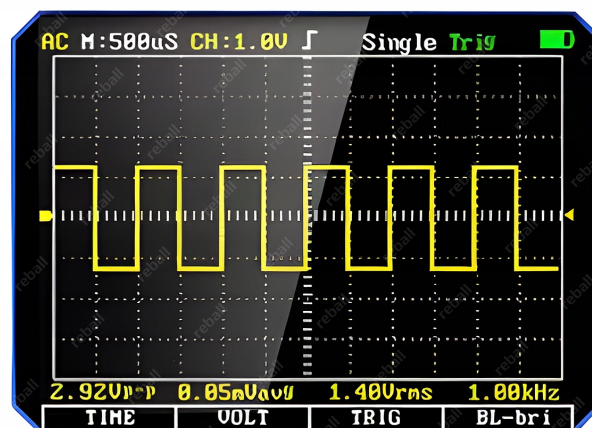 AC M:500uS CH:1.0V Single Trig
2.92Vp-p 0.05mVavg 1.40Vrms 1.00kHz
TIME VOLT TRIG BL-bri
reball